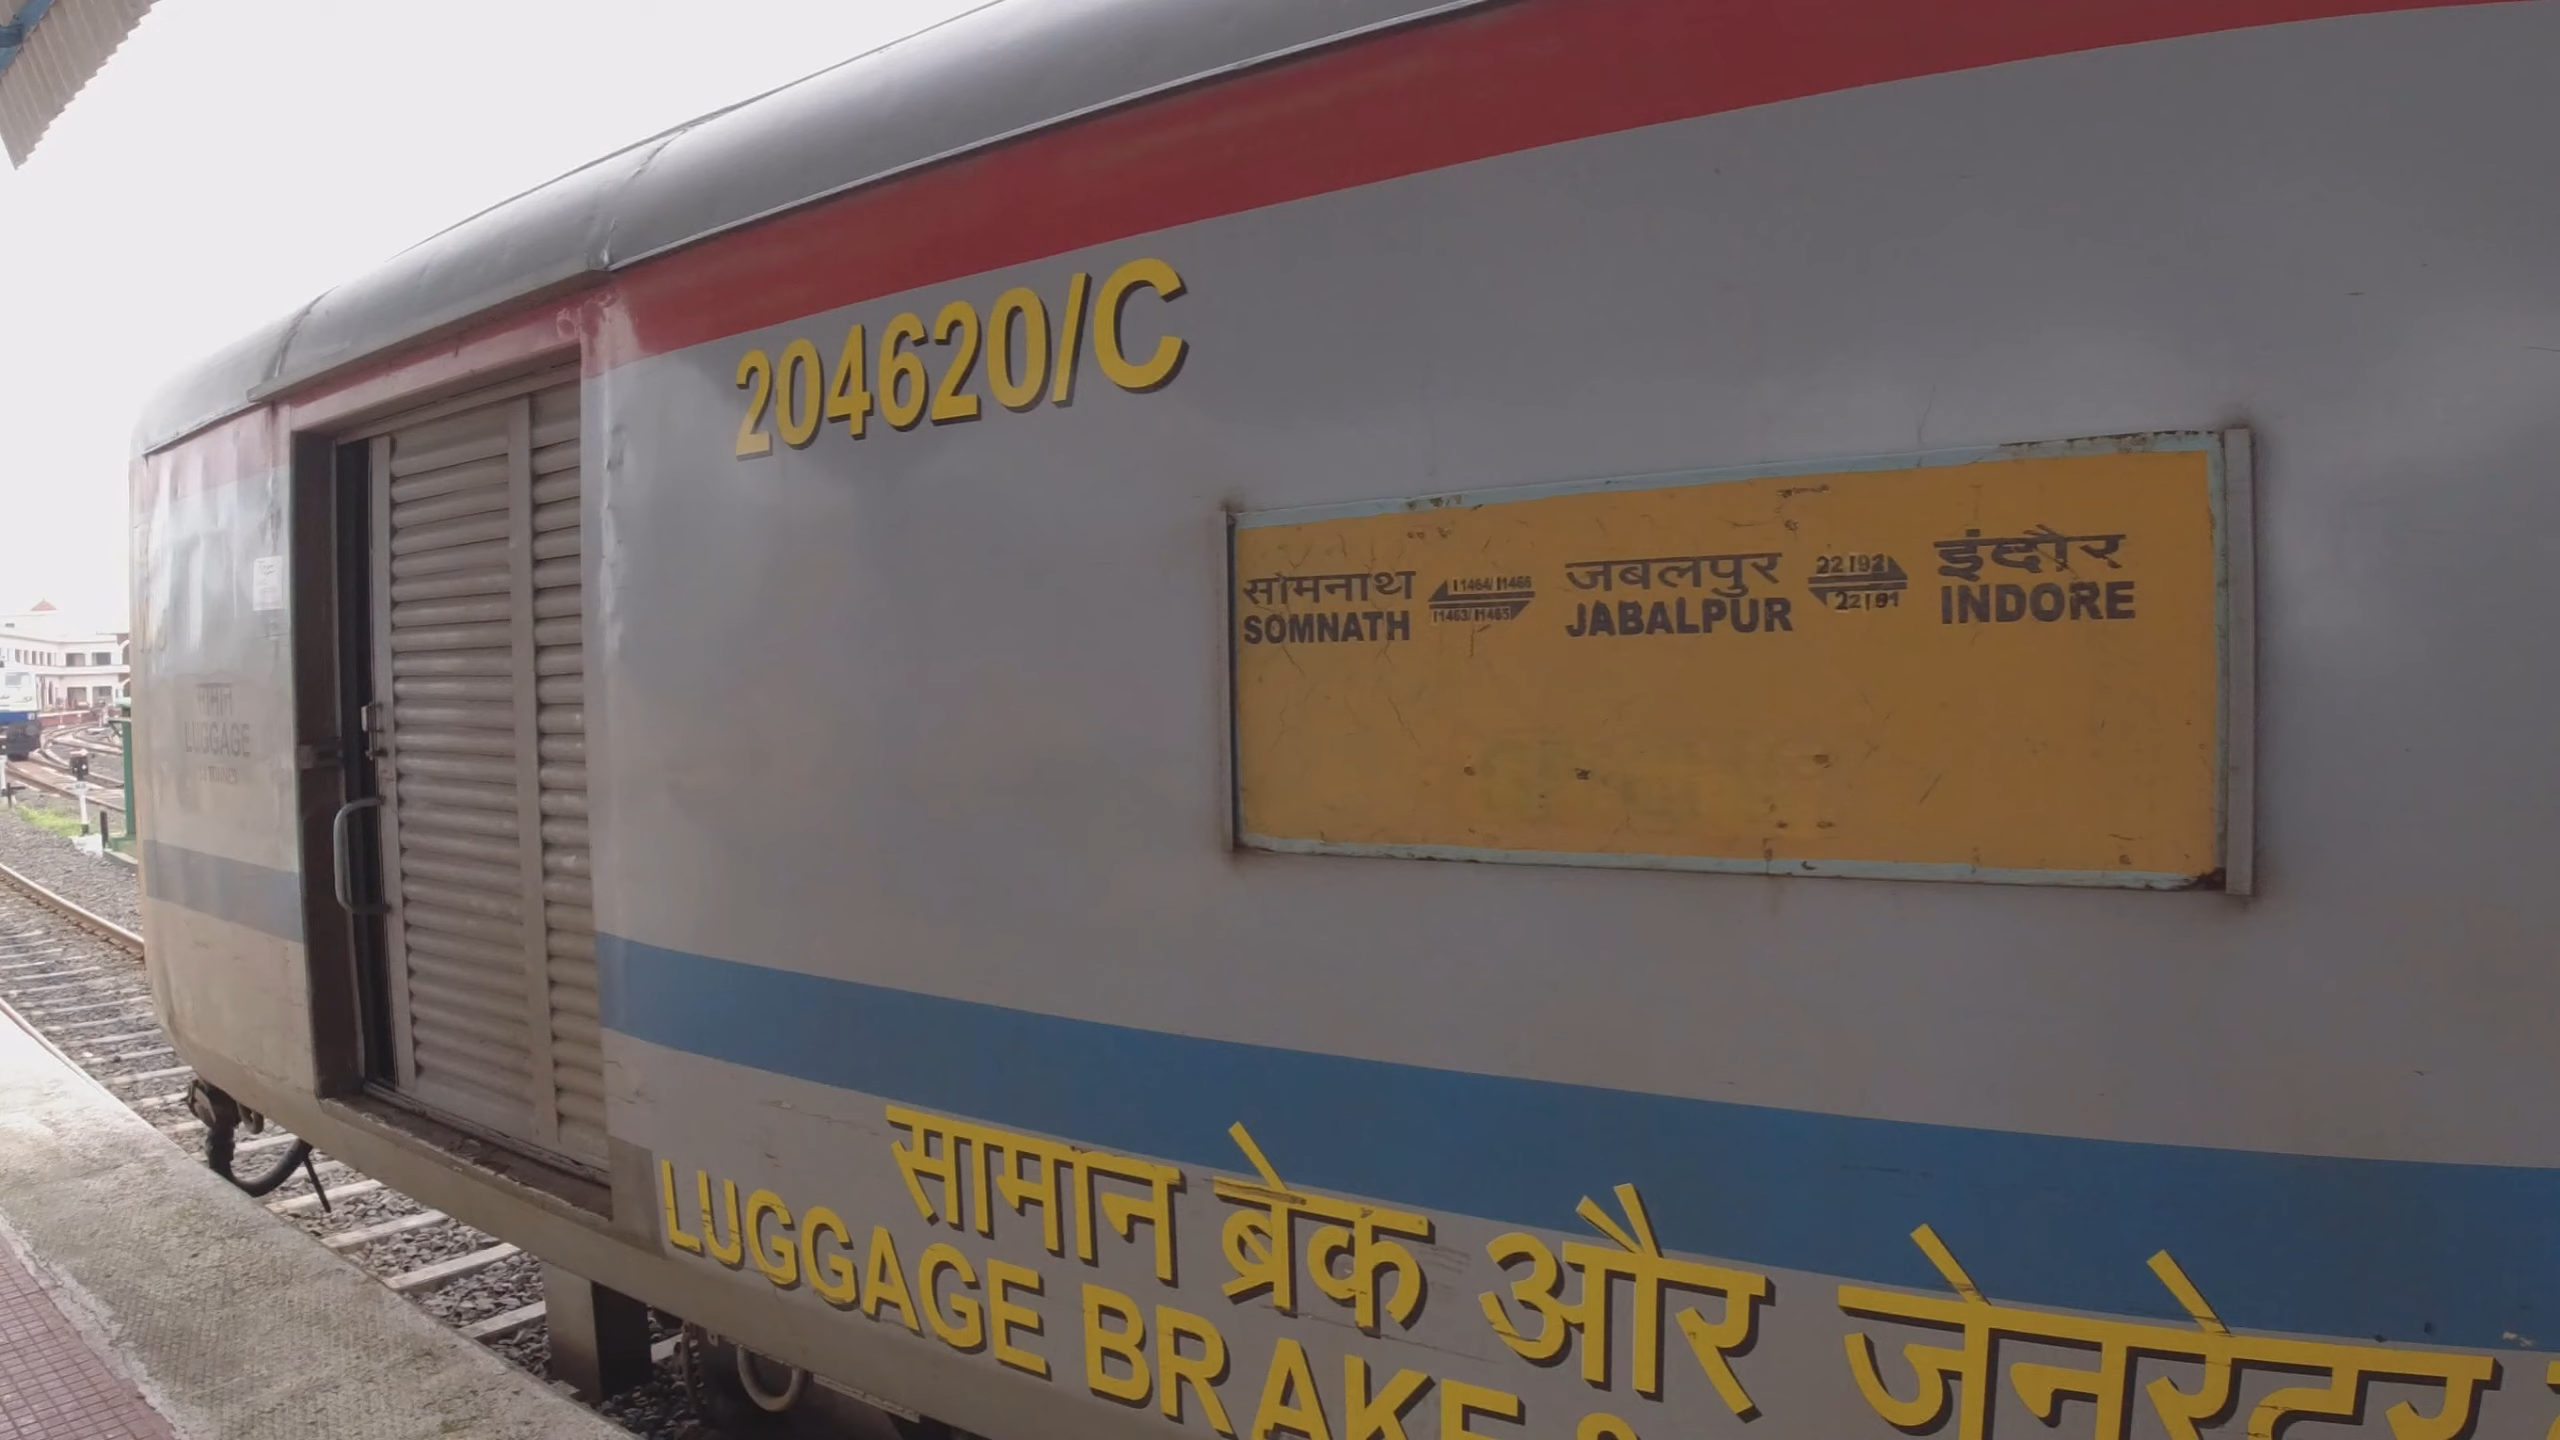 204620/C
सोमनाथ 11464/11466 जबलपुर 22192 इंदौर
SOMNATH 11463/11465 JABALPUR 22191 INDORE
सामान
LUGGAGE
सामान ब्रेक और जेनरेटर
LUGGAGE BRAKE &